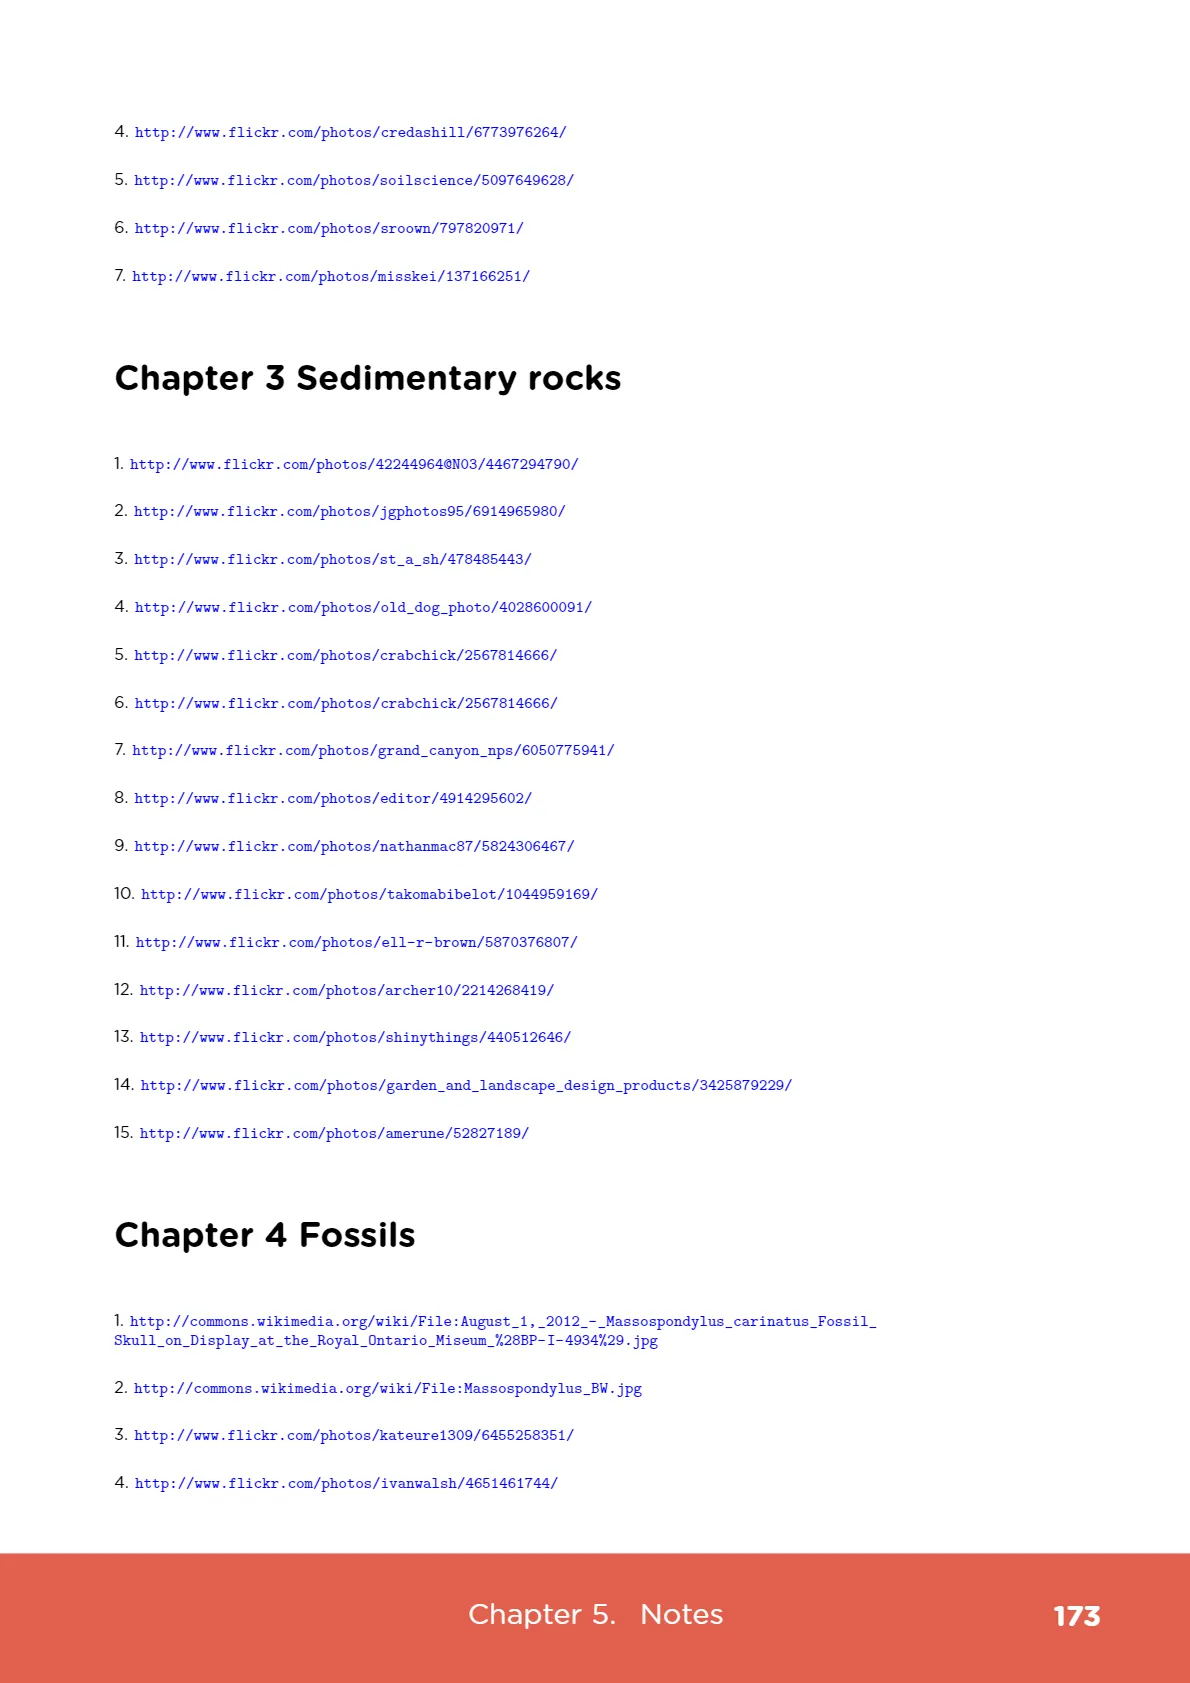 4. http://www.flickr.com/photos/credashill/6773976264/
5. http://www.flickr.com/photos/soilscience/5097649628/
6. http://www.flickr.com/photos/sroown/797820971/
7. http://www.flickr.com/photos/misskei/137166251/
Chapter 3 Sedimentary rocks
1. http://www.flickr.com/photos/42244964@N03/4467294790/
2. http://www.flickr.com/photos/jgphotos95/6914965980/
3. http://www.flickr.com/photos/st_a_sh/478485443/
4. http://www.flickr.com/photos/old_dog_photo/4028600091/
5. http://www.flickr.com/photos/crabchick/2567814666/
6. http://www.flickr.com/photos/crabchick/2567814666/
7. http://www.flickr.com/photos/grand_canyon_nps/6050775941/
8. http://www.flickr.com/photos/editor/4914295602/
9. http://www.flickr.com/photos/nathanmac87/5824306467/
10. http://www.flickr.com/photos/takomabibelot/1044959169/
11. http://www.flickr.com/photos/ell-r-brown/5870376807/
12. http://www.flickr.com/photos/archer10/2214268419/
13. http://www.flickr.com/photos/shinythings/440512646/
14. http://www.flickr.com/photos/garden_and_landscape_design_products/3425879229/
15. http://www.flickr.com/photos/amerune/52827189/
Chapter 4 Fossils
1. http://commons.wikimedia.org/wiki/File:August_1,_2012_-_Massospondylus_carinatus_Fossil_
Skull_on_Display_at_the_Royal_Ontario_Miseum_%28BP-I-4934%29.jpg
2. http://commons.wikimedia.org/wiki/File:Massospondylus_BW.jpg
3. http://www.flickr.com/photos/kateure1309/6455258351/
4. http://www.flickr.com/photos/ivanwalsh/4651461744/
Chapter 5. Notes 173